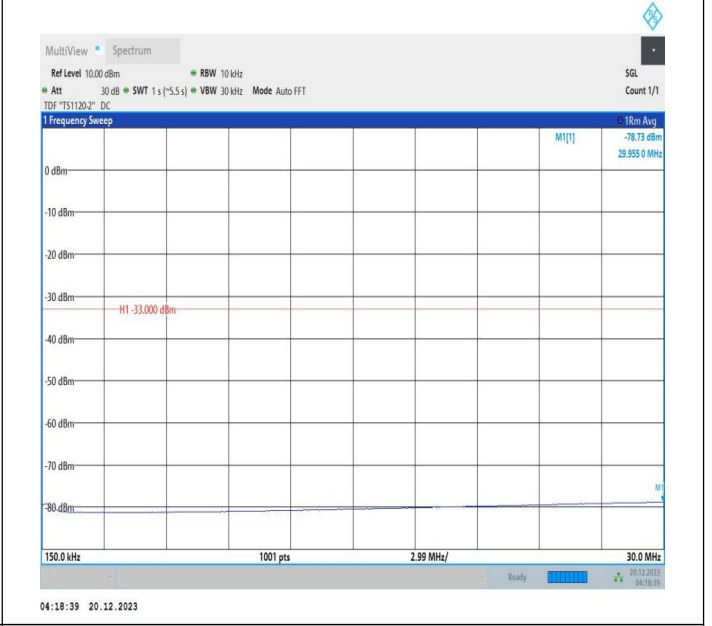 MultiView Spectrum
Ref Level 10.00 dBm RBW 10 kHz SGL
Att 30 dB SWT 1 s (~5.5 s) VBW 30 kHz Mode Auto FFT Count 1/1
TDF "TS1120-2" DC
1 Frequency Sweep 1Rm Avg
M1[1] -78.73 dBm
29.955 0 MHz
0 dBm
-10 dBm
-20 dBm
-30 dBm
H1 -33.000 dBm
-40 dBm
-50 dBm
-60 dBm
-70 dBm
M1
-80 dBm
150.0 kHz 1001 pts 2.99 MHz/ 30.0 MHz
Ready 20.12.2023
04:18:39
04:18:39 20.12.2023